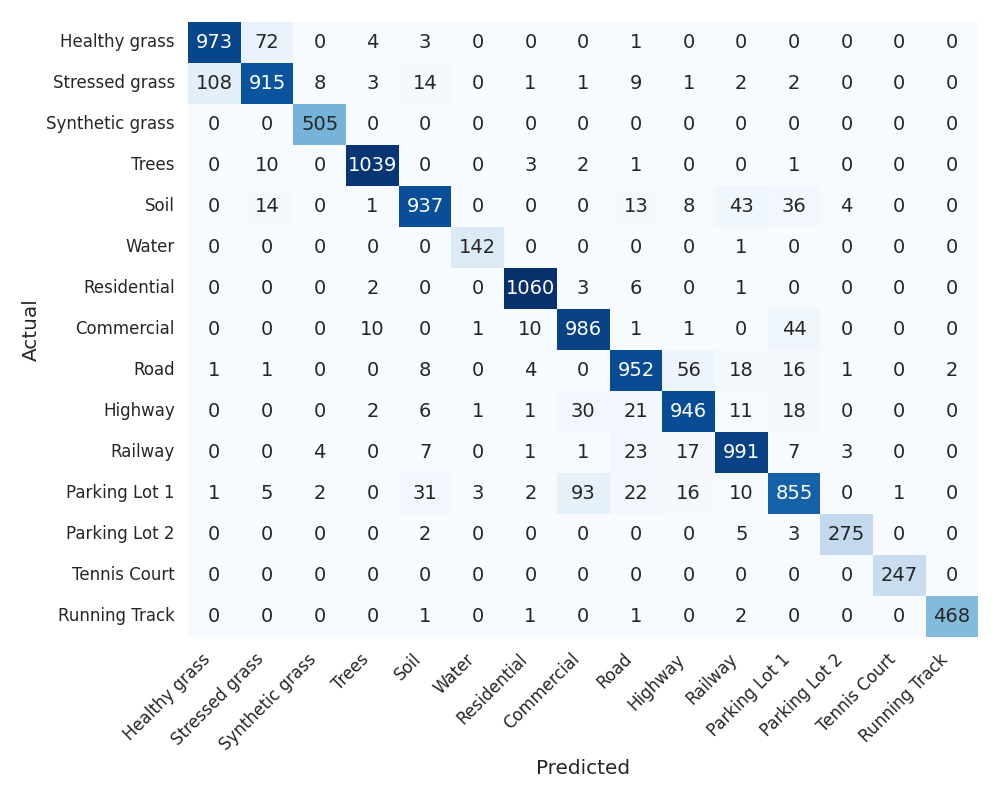 Healthy grass 973 72 0 4 3 0 0 0 1 0 0 0 0 0 0
Stressed grass 108 915 8 3 14 0 1 1 9 1 2 2 0 0 0
Synthetic grass 0 0 505 0 0 0 0 0 0 0 0 0 0 0 0
Trees 0 10 0 1039 0 0 3 2 1 0 0 1 0 0 0
Soil 0 14 0 1 937 0 0 0 13 8 43 36 4 0 0
Water 0 0 0 0 0 142 0 0 0 0 1 0 0 0 0
Residential 0 0 0 2 0 0 1060 3 6 0 1 0 0 0 0
Commercial 0 0 0 10 0 1 10 986 1 1 0 44 0 0 0
Road 1 1 0 0 8 0 4 0 952 56 18 16 1 0 2
Highway 0 0 0 2 6 1 1 30 21 946 11 18 0 0 0
Railway 0 0 4 0 7 0 1 1 23 17 991 7 3 0 0
Parking Lot 1 1 5 2 0 31 3 2 93 22 16 10 855 0 1 0
Parking Lot 2 0 0 0 0 2 0 0 0 0 0 5 3 275 0 0
Tennis Court 0 0 0 0 0 0 0 0 0 0 0 0 0 247 0
Running Track 0 0 0 0 1 0 1 0 1 0 2 0 0 0 468
Actual
Healthy grass
Stressed grass
Synthetic grass
Trees
Soil
Water
Residential
Commercial
Road
Highway
Railway
Parking Lot 1
Parking Lot 2
Tennis Court
Running Track
Predicted